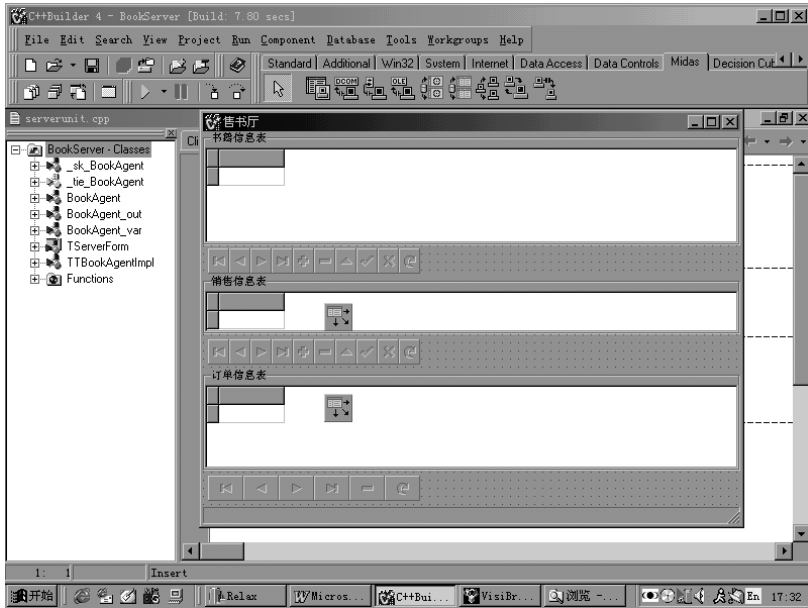 C++Builder 4 - BookServer [Build: 7.80 secs]
File Edit Search View Project Run Component Database Tools Workgroups Help
Standard Additional Win32 System Internet Data Access Data Controls Midas Decision Cub
DCOM OLE
serverunit.cpp
售书厅
BookServer - Classes
_sk_BookAgent
_tie_BookAgent
BookAgent
BookAgent_out
BookAgent_var
TServerForm
TTBookAgentImpl
Functions
书籍信息表
销售信息表
订单信息表
1: 1 Insert
开始 Relax Micros... C++Bui... VisiBr... 浏览 -... En 17:32